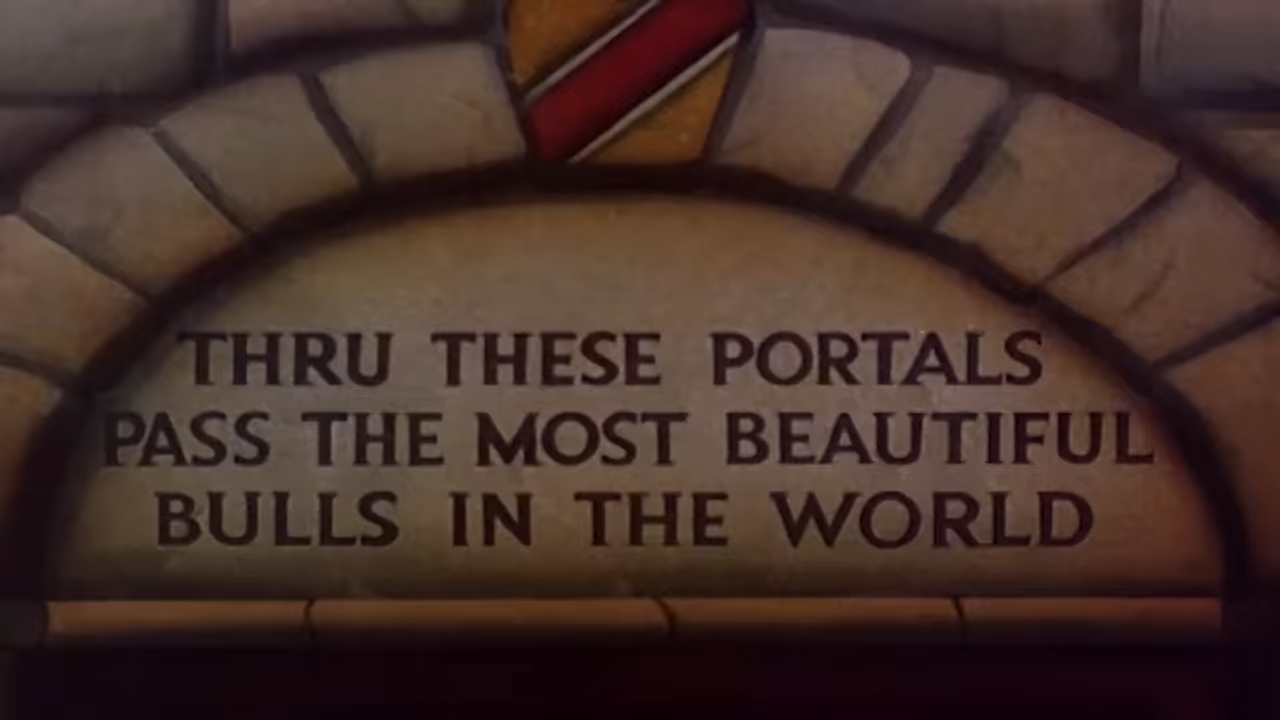 THRU THESE PORTALS
PASS THE MOST BEAUTIFUL
BULLS IN THE WORLD